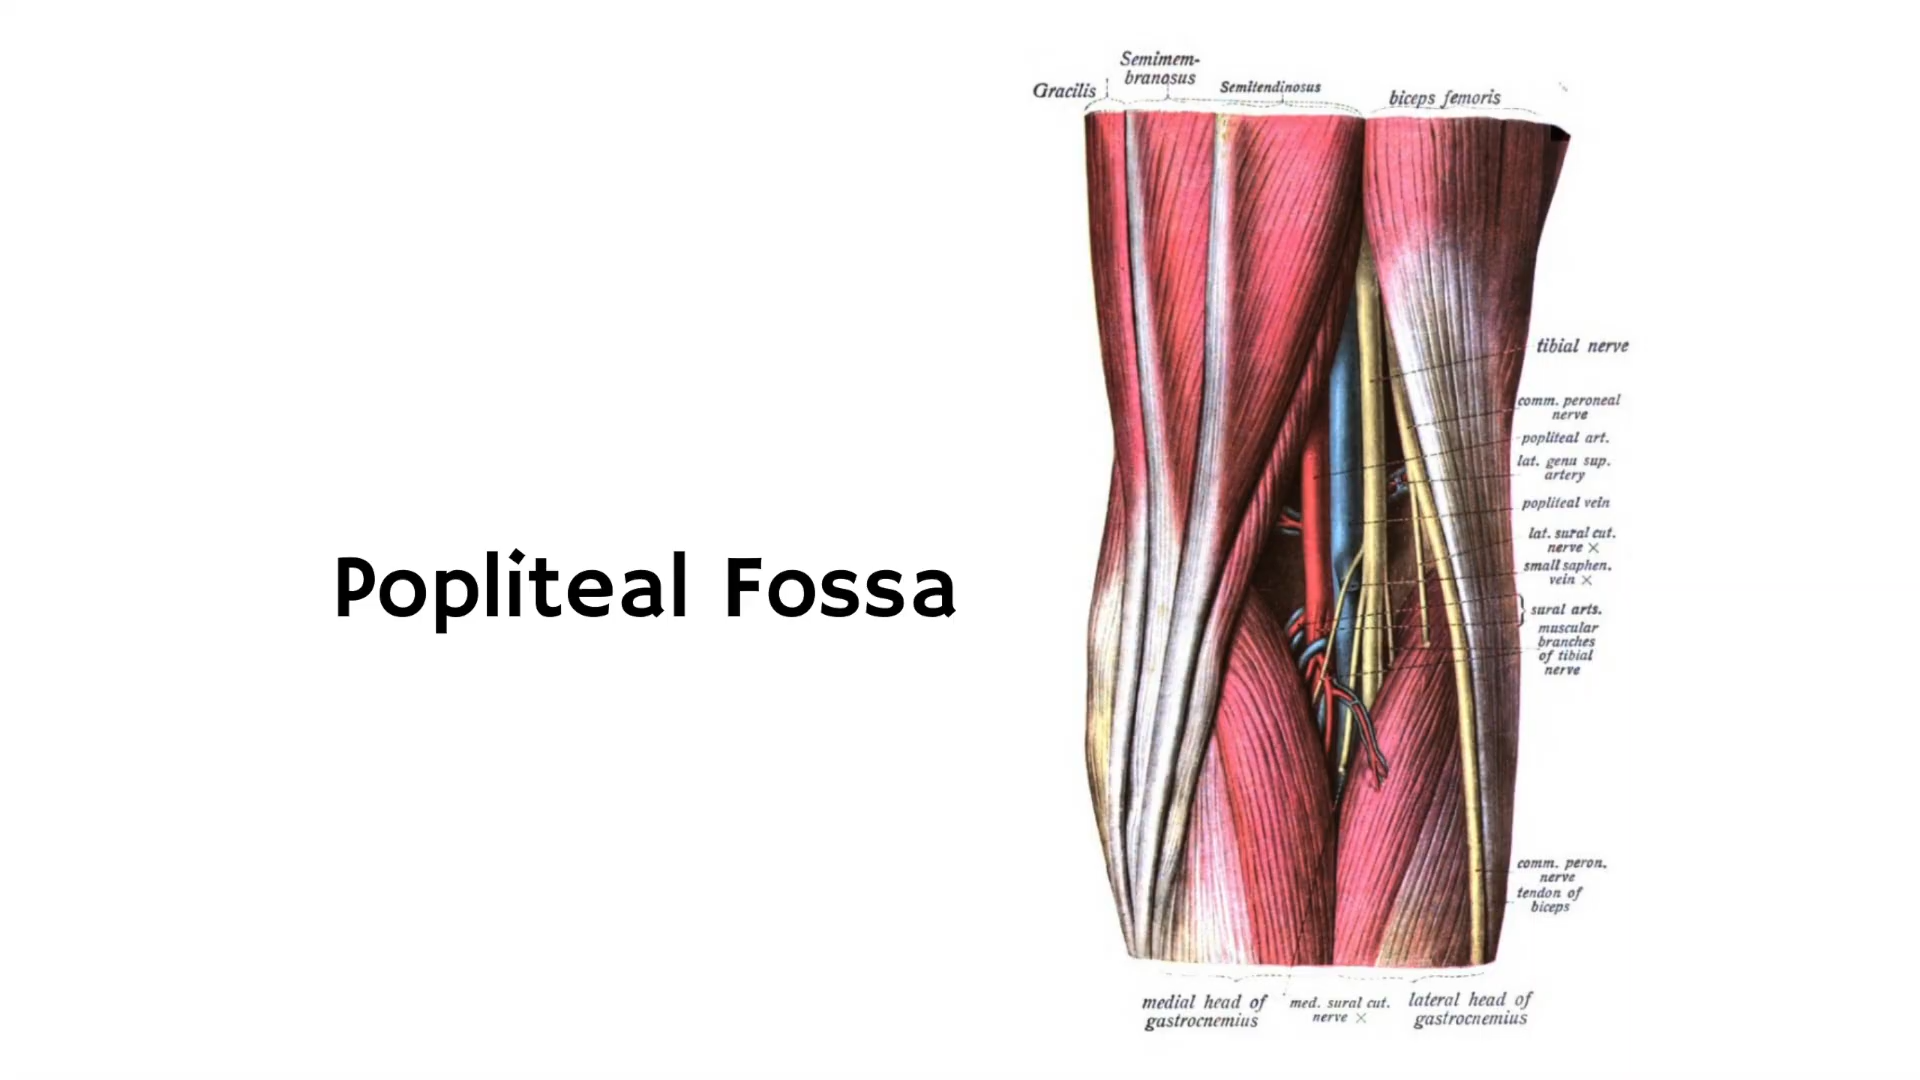 Popliteal Fossa
Semimem-
branosus
Gracilis
Semitendinosus
biceps femoris
tibial nerve
comm. peroneal
nerve
popliteal art.
lat. genu sup.
artery
popliteal vein
lat. sural cut.
nerve ×
small saphen.
vein ×
sural arts.
muscular
branches
of tibial
nerve
comm. peron.
nerve
tendon of
biceps
medial head of
gastrocnemius
med. sural cut.
nerve ×
lateral head of
gastrocnemius